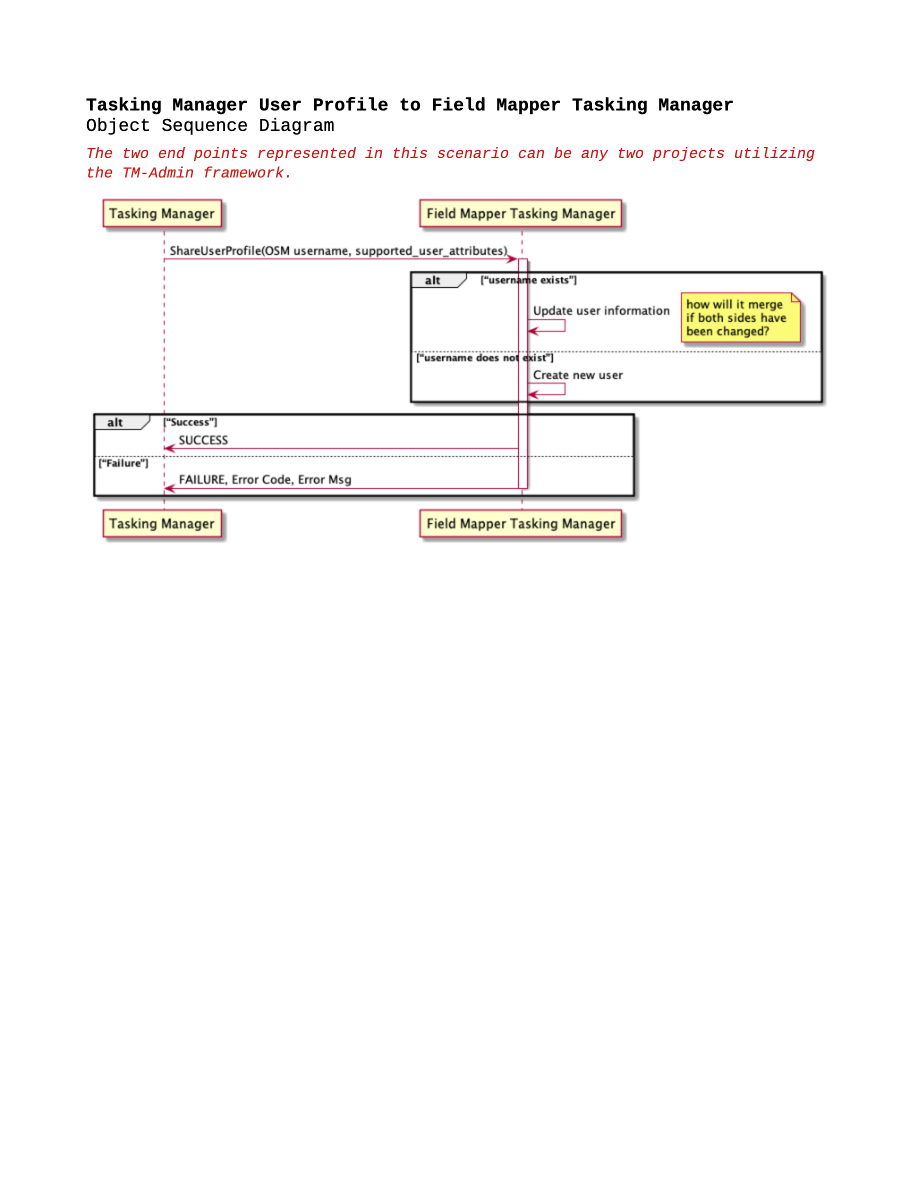 Tasking Manager User Profile to Field Mapper Tasking Manager
Object Sequence Diagram
The two end points represented in this scenario can be any two projects utilizing
the TM-Admin framework.
Tasking Manager
Field Mapper Tasking Manager
ShareUserProfile(OSM username, supported_user_attributes)
alt
["username exists"]
Update user information
how will it merge
if both sides have
been changed?
["username does not exist"]
Create new user
alt
["Success"]
SUCCESS
["Failure"]
FAILURE, Error Code, Error Msg
Tasking Manager
Field Mapper Tasking Manager